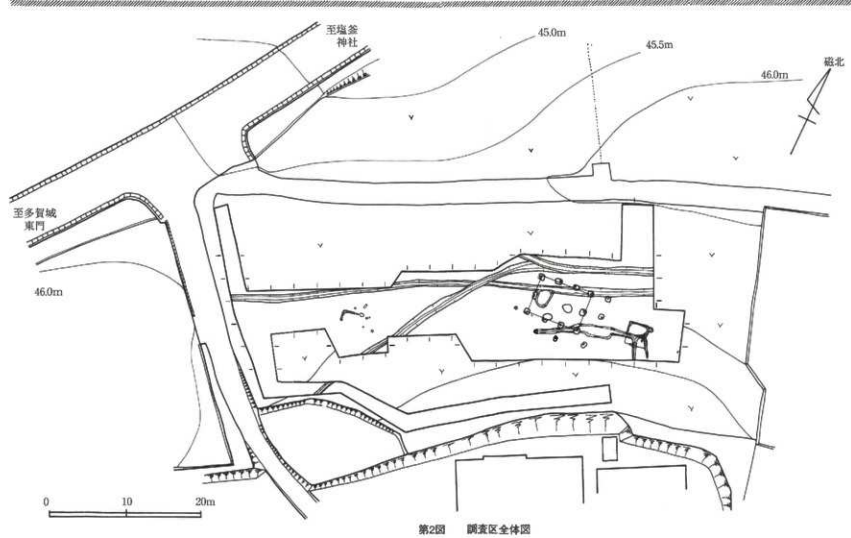 至塩釜
神社
45.0m
45.5m
46.0m
磁北
至多賀城
東門
46.0m
0 10 20m
第2図 調査区全体図